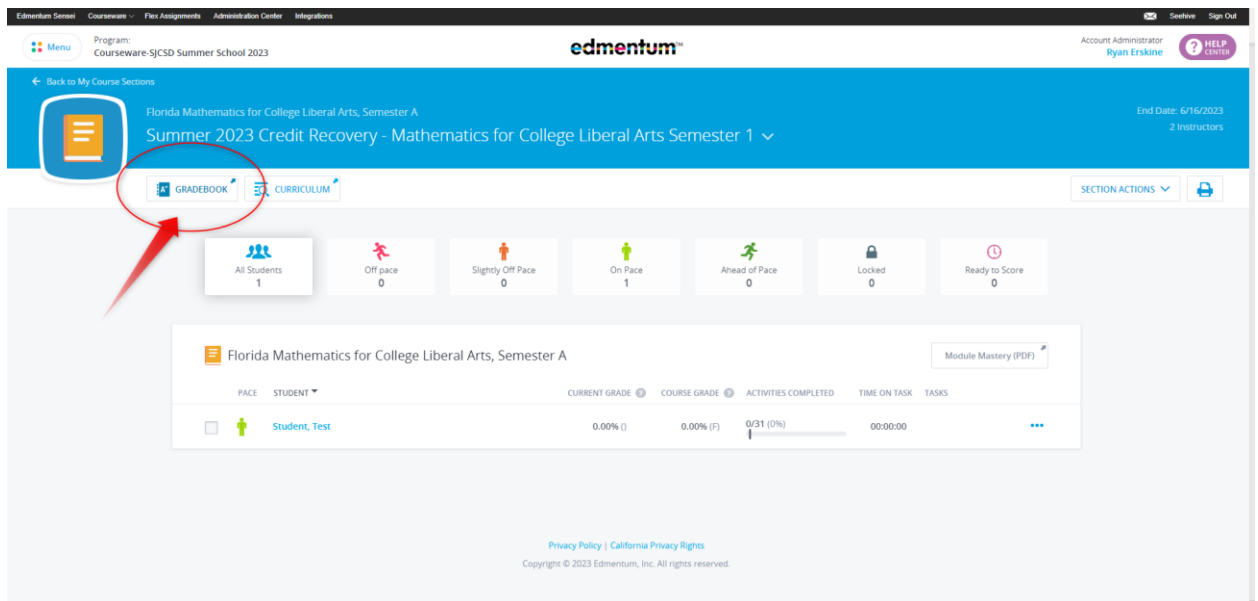 Edmentum Sensei Courseware Flex Assignments Administration Center Integrations Seehive Sign Out
Menu
Program:
Courseware-SJCSD Summer School 2023
edmentum™
Account Administrator
Ryan Erskine
? HELP CENTER
Back to My Course Sections
Florida Mathematics for College Liberal Arts, Semester A
Summer 2023 Credit Recovery - Mathematics for College Liberal Arts Semester 1
End Date: 6/16/2023
2 Instructors
A+ GRADEBOOK CURRICULUM
SECTION ACTIONS
All Students
1
Off pace
0
Slightly Off Pace
0
On Pace
1
Ahead of Pace
0
Locked
0
Ready to Score
0
Florida Mathematics for College Liberal Arts, Semester A
Module Mastery (PDF)
PACE STUDENT CURRENT GRADE ? COURSE GRADE ? ACTIVITIES COMPLETED TIME ON TASK TASKS
Student, Test 0.00% () 0.00% (F) 0/31 (0%) 00:00:00
Privacy Policy | California Privacy Rights
Copyright © 2023 Edmentum, Inc. All rights reserved.